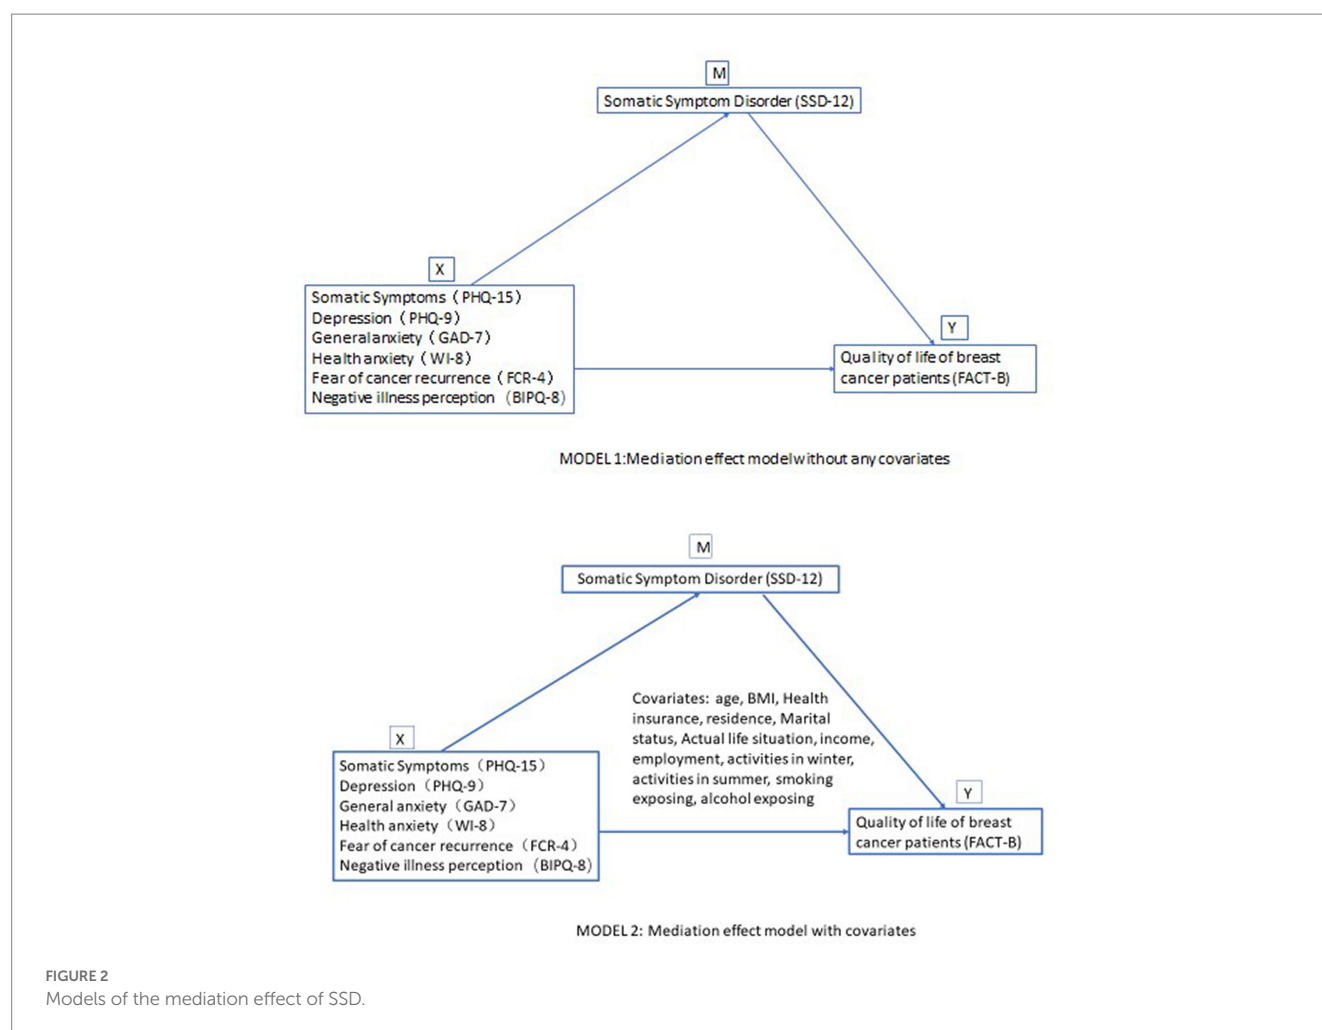 M
Somatic Symptom Disorder (SSD-12)
X
Somatic Symptoms（PHQ-15）
Depression（PHQ-9）
General anxiety（GAD-7）
Health anxiety（WI-8）
Fear of cancer recurrence（FCR-4）
Negative illness perception （BIPQ-8）
Y
Quality of life of breast
cancer patients (FACT-B)
MODEL 1:Mediation effect model without any covariates
M
Somatic Symptom Disorder (SSD-12)
Covariates: age, BMI, Health
insurance, residence, Marital
status, Actual life situation, income,
employment, activities in winter,
activities in summer, smoking
exposing, alcohol exposing
X
Somatic Symptoms（PHQ-15）
Depression（PHQ-9）
General anxiety（GAD-7）
Health anxiety（WI-8）
Fear of cancer recurrence（FCR-4）
Negative illness perception （BIPQ-8）
Y
Quality of life of breast
cancer patients (FACT-B)
MODEL 2: Mediation effect model with covariates
FIGURE 2
Models of the mediation effect of SSD.